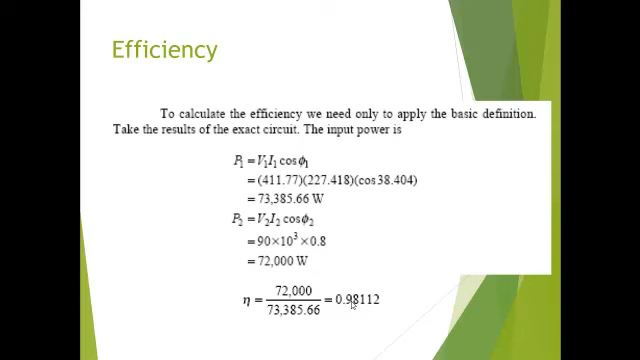 Efficiency
To calculate the efficiency we need only to apply the basic definition.
Take the results of the exact circuit. The input power is
P₁ = V₁I₁ cos ϕ₁
= (411.77)(227.418)(cos 38.404)
= 73,385.66 W
P₂ = V₂I₂ cos ϕ₂
= 90×10³ × 0.8
= 72,000 W
η = 72,000 / 73,385.66 = 0.98112